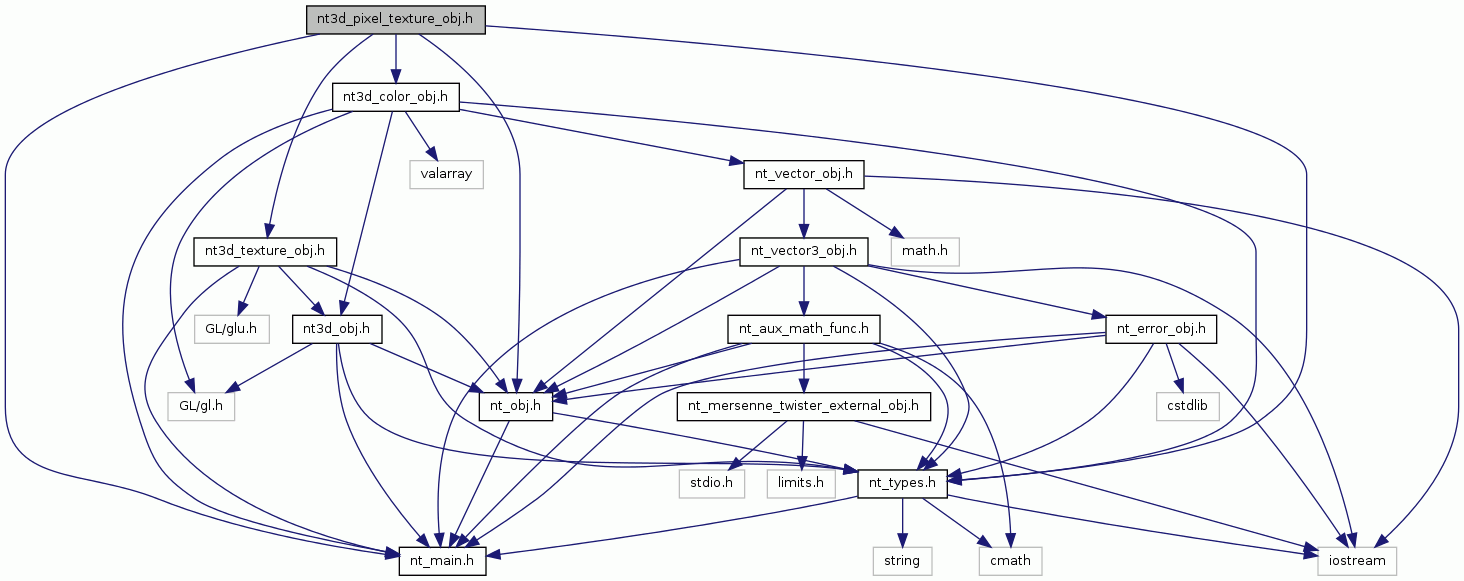 nt3d_pixel_texture_obj.h
nt3d_color_obj.h
valarray
nt_vector_obj.h
nt3d_texture_obj.h
nt_vector3_obj.h
math.h
GL/glu.h
nt3d_obj.h
nt_aux_math_func.h
nt_error_obj.h
GL/gl.h
nt_obj.h
nt_mersenne_twister_external_obj.h
cstdlib
stdio.h
limits.h
nt_types.h
nt_main.h
string
cmath
iostream